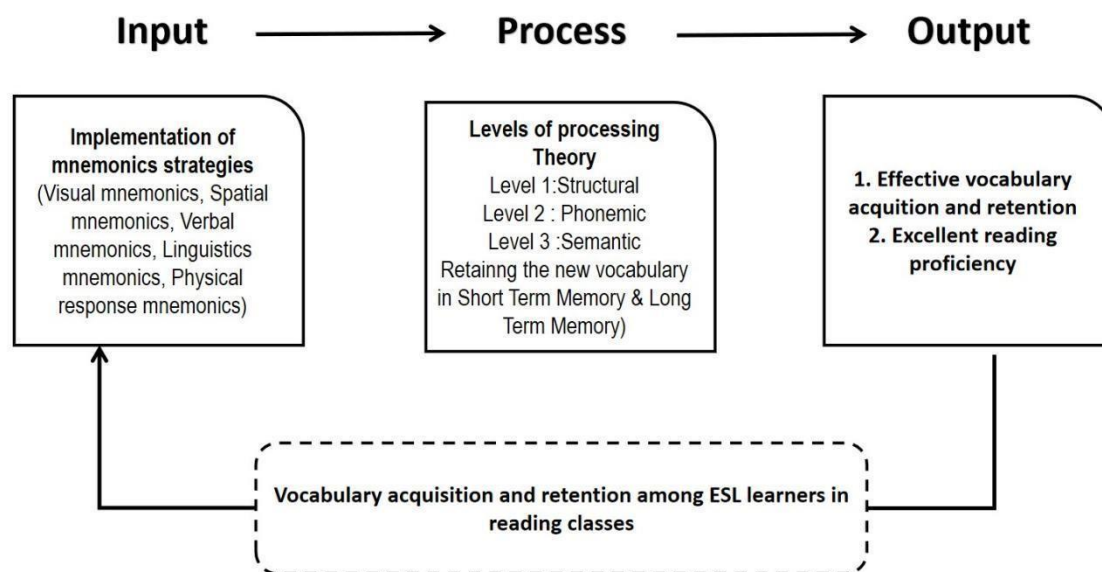 Input
Process
Output
Implementation of
mnemonics strategies
(Visual mnemonics, Spatial
mnemonics, Verbal
mnemonics, Linguistics
mnemonics, Physical
response mnemonics)
Levels of processing
Theory
Level 1:Structural
Level 2 : Phonemic
Level 3 :Semantic
Retainng the new vocabulary
in Short Term Memory & Long
Term Memory)
1. Effective vocabulary
acquition and retention
2. Excellent reading
proficiency
Vocabulary acquisition and retention among ESL learners in
reading classes